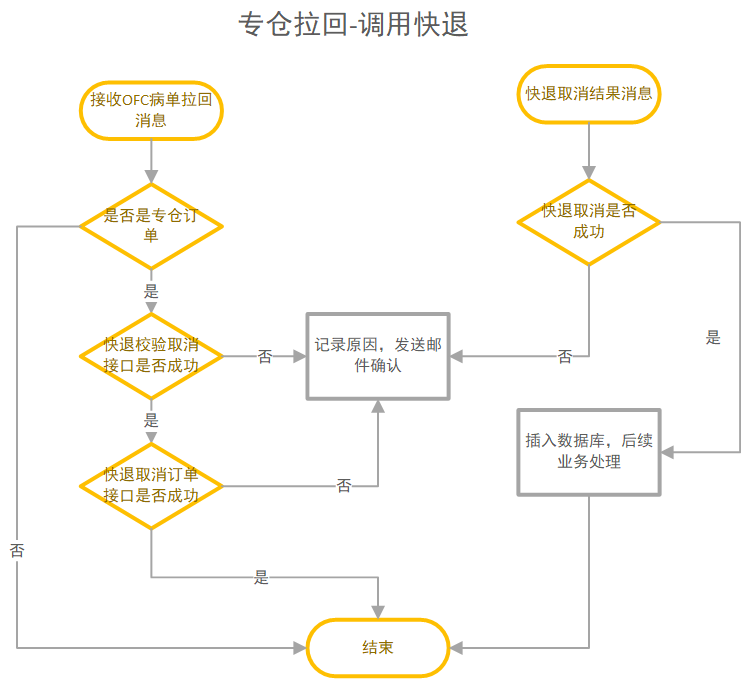 专仓拉回-调用快退
接收OFC病单拉回
消息
快退取消结果消息
是否是专仓订
单
快退取消是否
成功
是
快退校验取消
接口是否成功
否
记录原因，发送邮
件确认
否
是
是
快退取消订单
接口是否成功
否
插入数据库，后续
业务处理
否
是
结束